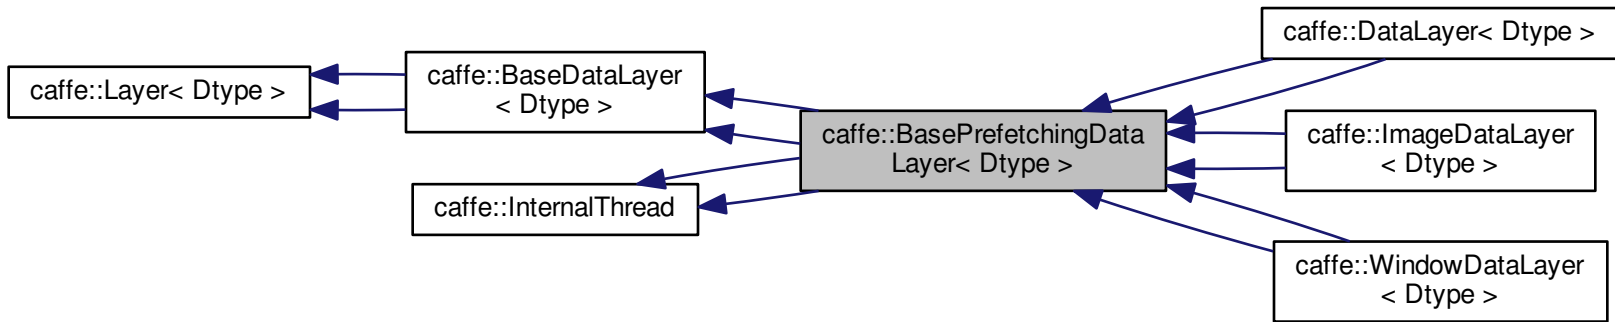 caffe::Layer< Dtype >
caffe::BaseDataLayer
< Dtype >
caffe::InternalThread
caffe::BasePrefetchingData
Layer< Dtype >
caffe::DataLayer< Dtype >
caffe::ImageDataLayer
< Dtype >
caffe::WindowDataLayer
< Dtype >